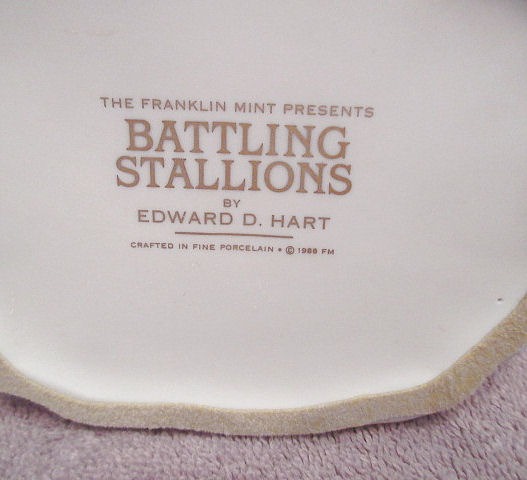 THE FRANKLIN MINT PRESENTS
BATTLING
STALLIONS
BY
EDWARD D. HART
CRAFTED IN FINE PORCELAIN • © 1988 FM